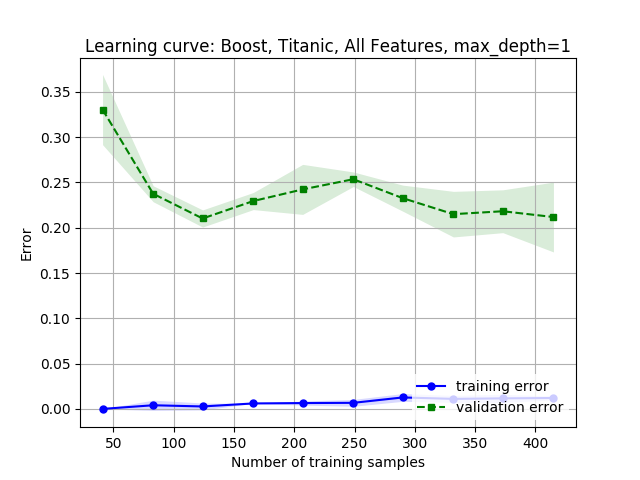 Learning curve: Boost, Titanic, All Features, max_depth=1
Error
0.35
0.30
0.25
0.20
0.15
0.10
0.05
0.00
training error
validation error
50 100 150 200 250 300 350 400
Number of training samples